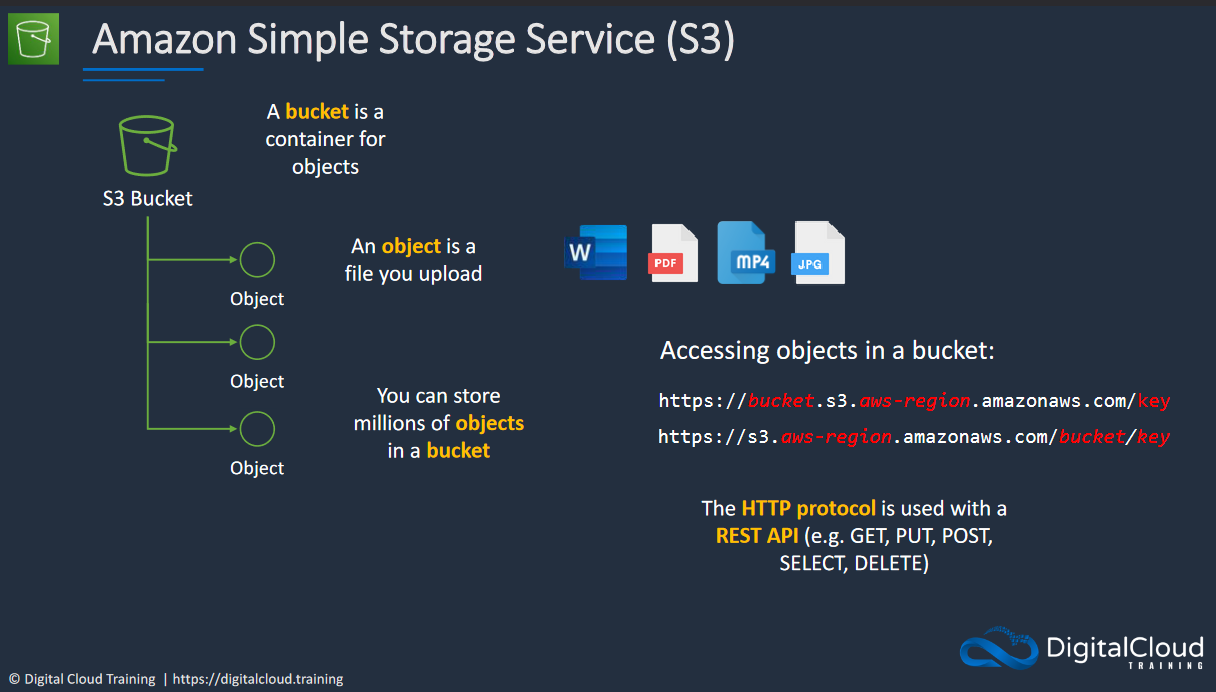 Amazon Simple Storage Service (S3)
A bucket is a
container for
objects
S3 Bucket
An object is a
file you upload
W
PDF
MP4
JPG
Object
Object
You can store
millions of objects
in a bucket
Object
Accessing objects in a bucket:
https://bucket.s3.aws-region.amazonaws.com/key
https://s3.aws-region.amazonaws.com/bucket/key
The HTTP protocol is used with a
REST API (e.g. GET, PUT, POST,
SELECT, DELETE)
DigitalCloud
TRAINING
© Digital Cloud Training | https://digitalcloud.training